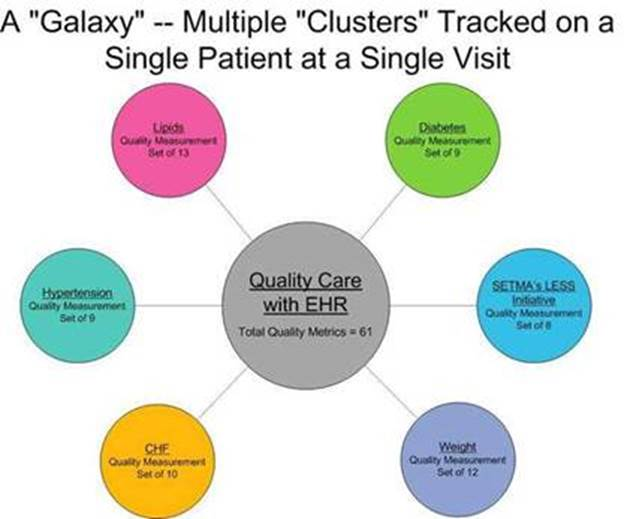 A "Galaxy" -- Multiple "Clusters" Tracked on a
Single Patient at a Single Visit
Lipids
Quality Measurement
Set of 13
Diabetes
Quality Measurement
Set of 9
Hypertension
Quality Measurement
Set of 9
Quality Care
with EHR
Total Quality Metrics = 61
SETMA's LESS
Initiative
Quality Measurement
Set of 8
CHF
Quality Measurement
Set of 10
Weight
Quality Measurement
Set of 12